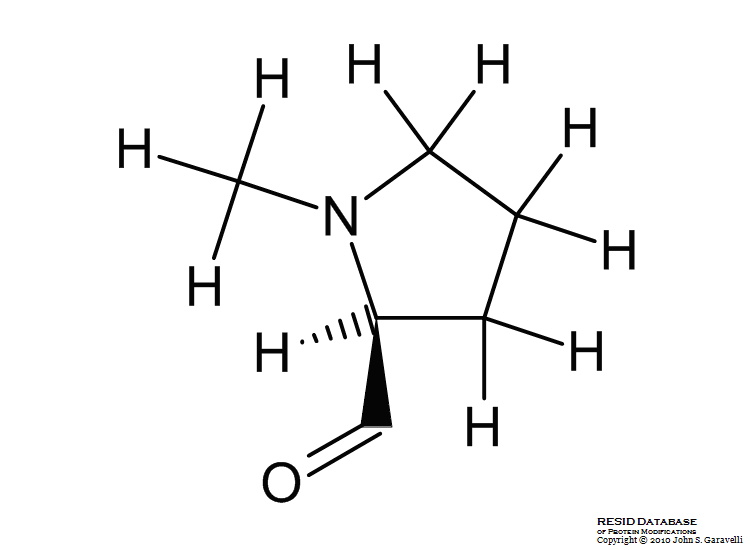 H H H
H H
N
H
H
H H
H
O
RESID DATABASE
OF PROTEIN MODIFICATIONS
Copyright © 2010 John S. Garavelli